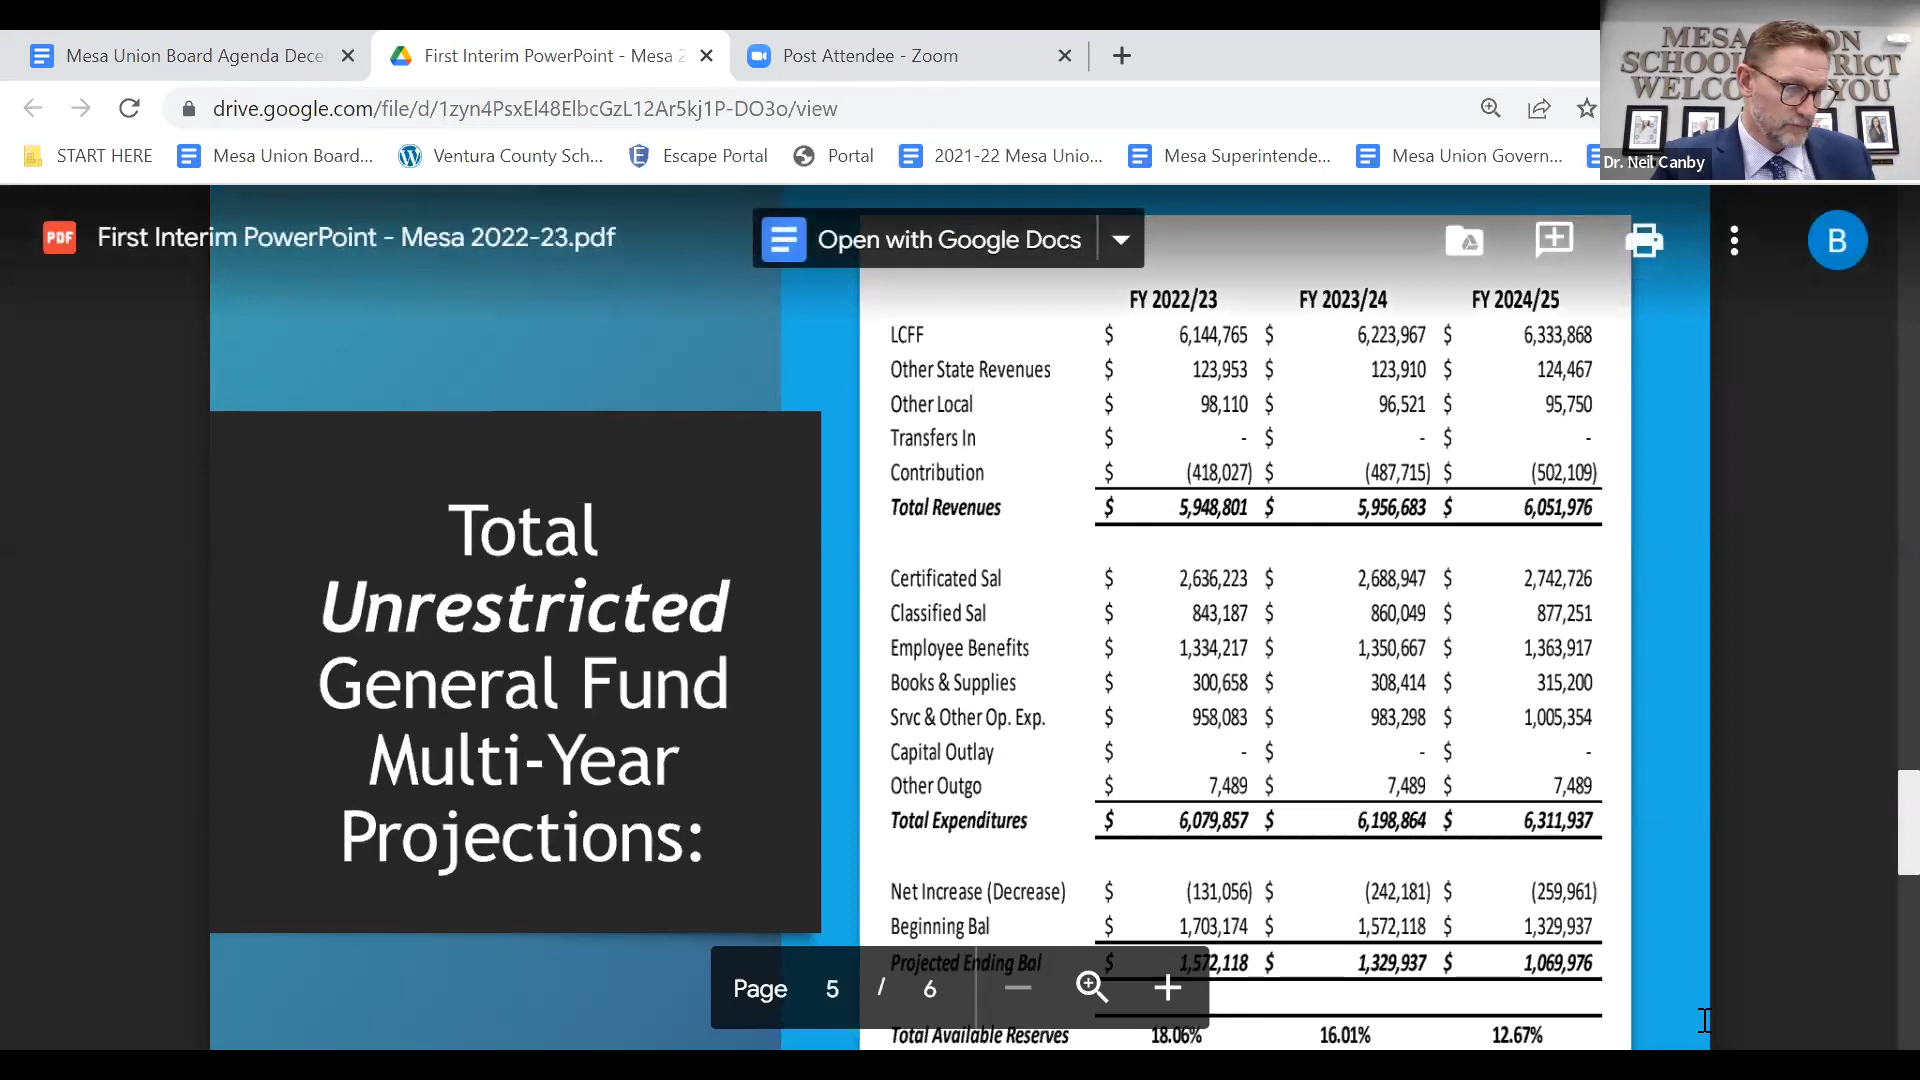 Mesa Union Board Agenda Dece
First Interim PowerPoint - Mesa 2
Post Attendee - Zoom
MESA UNION
SCHOOL DISTRICT
WELCO YOU
drive.google.com/file/d/1zyn4PsxEl48ElbcGzL12Ar5kj1P-DO3o/view
START HERE
Mesa Union Board...
Ventura County Sch...
Escape Portal
Portal
2021-22 Mesa Unio...
Mesa Superintende...
Mesa Union Govern...
Dr. Neil Canby
PDF
First Interim PowerPoint - Mesa 2022-23.pdf
Open with Google Docs
B
Total
Unrestricted
General Fund
Multi-Year
Projections:
FY 2022/23 FY 2023/24 FY 2024/25
LCFF $ 6,144,765 $ 6,223,967 $ 6,333,868
Other State Revenues $ 123,953 $ 123,910 $ 124,467
Other Local $ 98,110 $ 96,521 $ 95,750
Transfers In $ - $ - $ -
Contribution $ (418,027) $ (487,715) $ (502,109)
Total Revenues $ 5,948,801 $ 5,956,683 $ 6,051,976
Certificated Sal $ 2,636,223 $ 2,688,947 $ 2,742,726
Classified Sal $ 843,187 $ 860,049 $ 877,251
Employee Benefits $ 1,334,217 $ 1,350,667 $ 1,363,917
Books & Supplies $ 300,658 $ 308,414 $ 315,200
Srvc & Other Op. Exp. $ 958,083 $ 983,298 $ 1,005,354
Capital Outlay $ - $ - $ -
Other Outgo $ 7,489 $ 7,489 $ 7,489
Total Expenditures $ 6,079,857 $ 6,198,864 $ 6,311,937
Net Increase (Decrease) $ (131,056) $ (242,181) $ (259,961)
Beginning Bal $ 1,703,174 $ 1,572,118 $ 1,329,937
Projected Ending Bal $ 1,572,118 $ 1,329,937 $ 1,069,976
Page 5 / 6
Total Available Reserves 18.06% 16.01% 12.67%